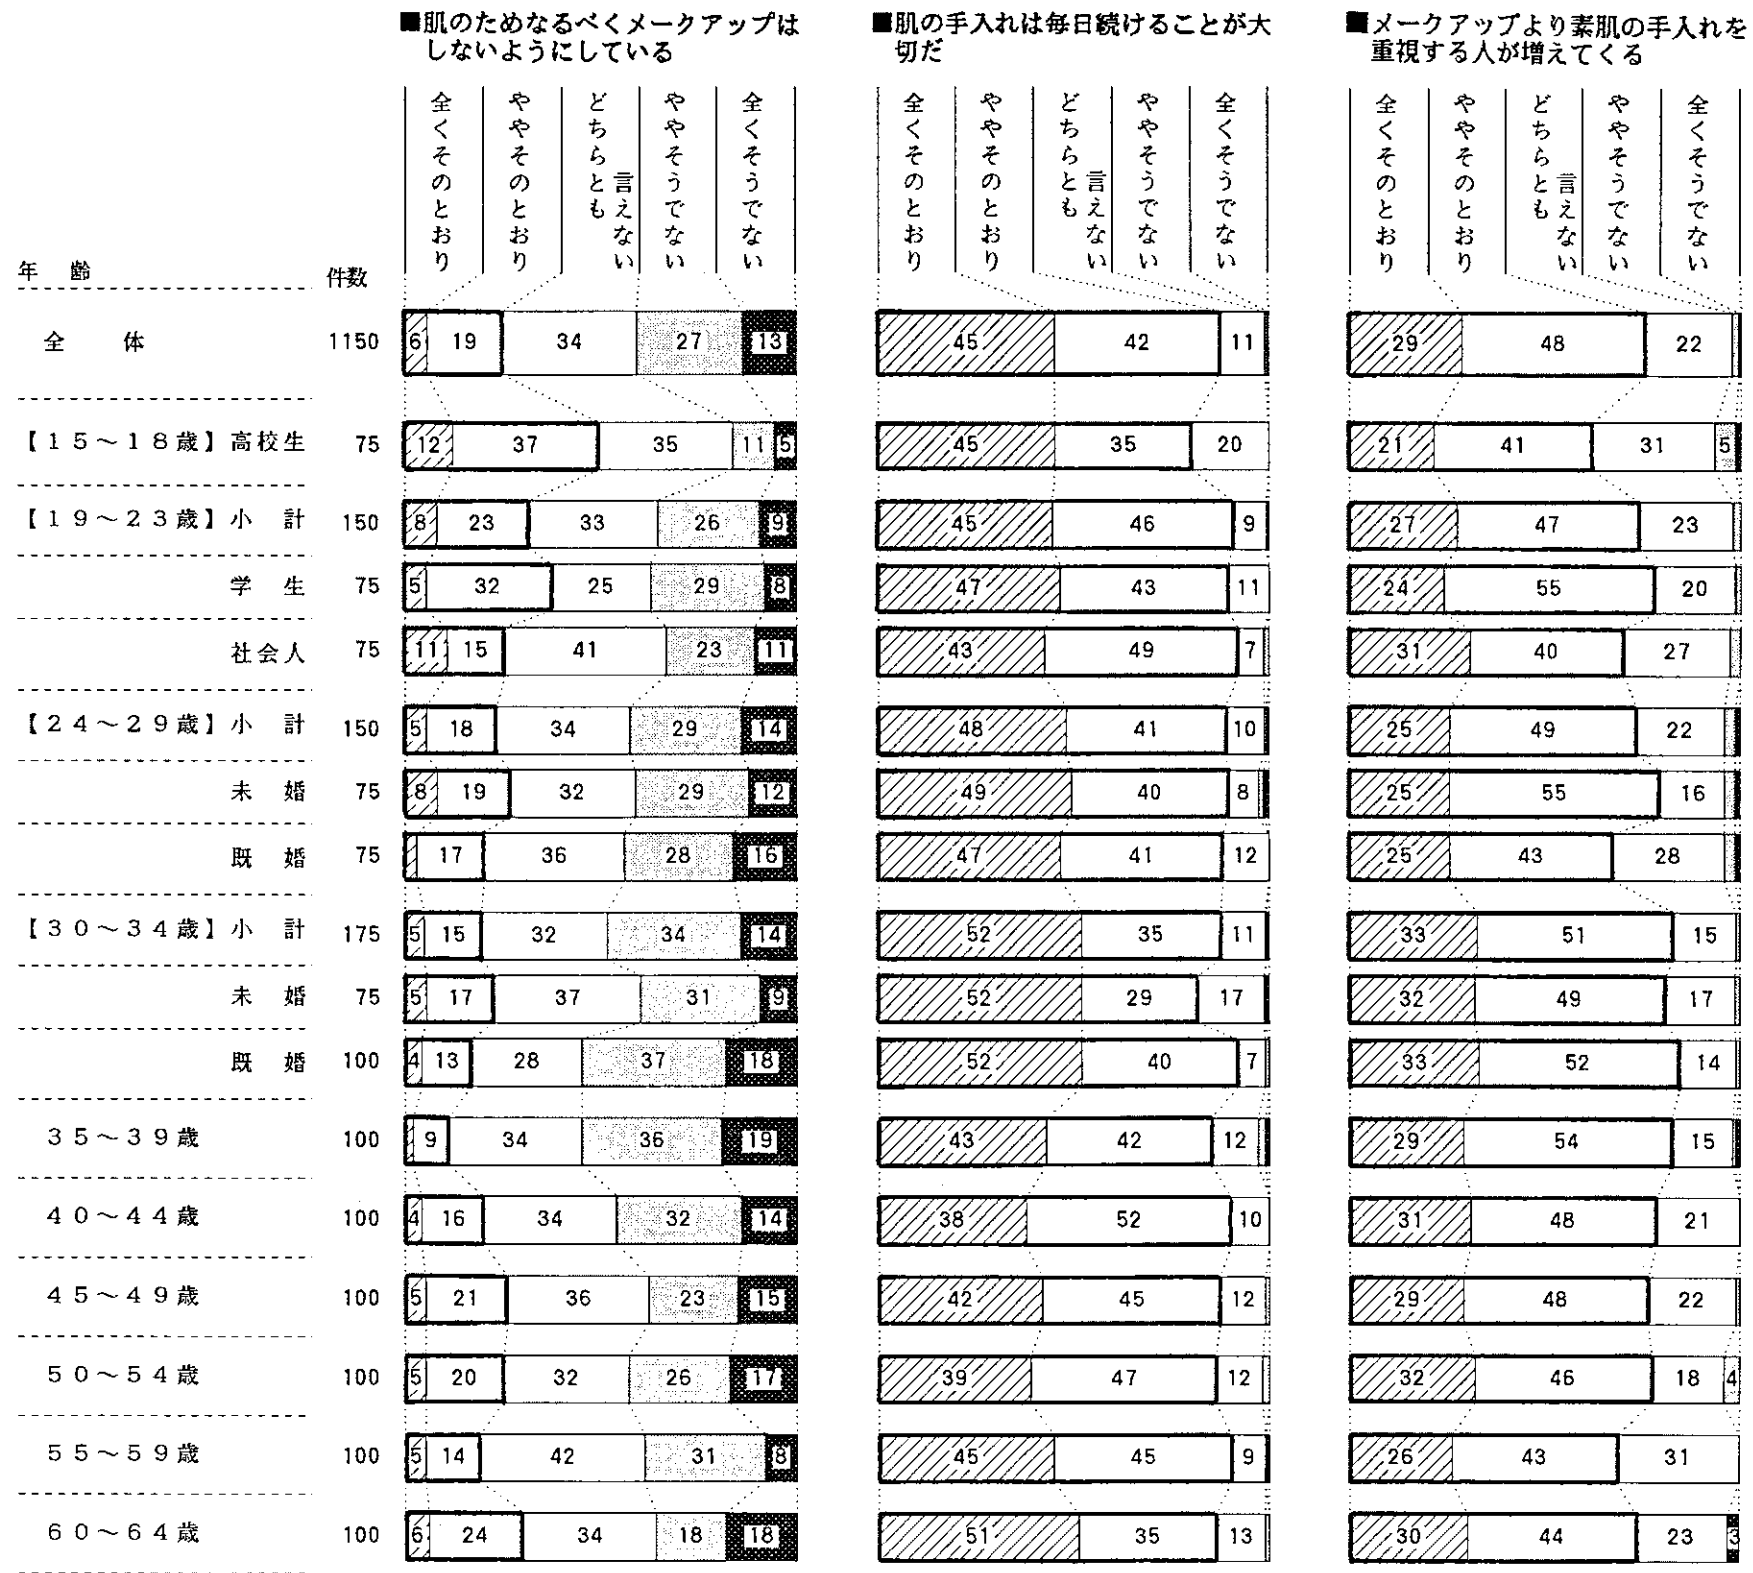 ■肌のためなるべくメークアップは
しないようにしている
■肌の手入れは毎日続けることが大
切だ
■メークアップより素肌の手入れを
重視する人が増えてくる
全くそのとおり
ややそのとおり
どちらとも
言えない
ややそうでない
全くそうでない
全くそのとおり
ややそのとおり
どちらとも
言えない
ややそうでない
全くそうでない
全くそのとおり
ややそのとおり
どちらとも
言えない
ややそうでない
全くそうでない
年 齢 件数
全 体 1150 6 19 34 27 13 45 42 11 29 48 22
【15~18歳】高校生 75 12 37 35 11 5 45 35 20 21 41 31 5
【19~23歳】小 計 150 8 23 33 26 9 45 46 9 27 47 23
学 生 75 5 32 25 29 8 47 43 11 24 55 20
社会人 75 11 15 41 23 11 43 49 7 31 40 27
【24~29歳】小 計 150 5 18 34 29 14 48 41 10 25 49 22
未 婚 75 8 19 32 29 12 49 40 8 25 55 16
既 婚 75 17 36 28 16 47 41 12 25 43 28
【30~34歳】小 計 175 5 15 32 34 14 52 35 11 33 51 15
未 婚 75 5 17 37 31 9 52 29 17 32 49 17
既 婚 100 4 13 28 37 18 52 40 7 33 52 14
35~39歳 100 9 34 36 19 43 42 12 29 54 15
40~44歳 100 4 16 34 32 14 38 52 10 31 48 21
45~49歳 100 5 21 36 23 15 42 45 12 29 48 22
50~54歳 100 5 20 32 26 17 39 47 12 32 46 18 4
55~59歳 100 5 14 42 31 8 45 45 9 26 43 31
60~64歳 100 6 24 34 18 18 51 35 13 30 44 23 3